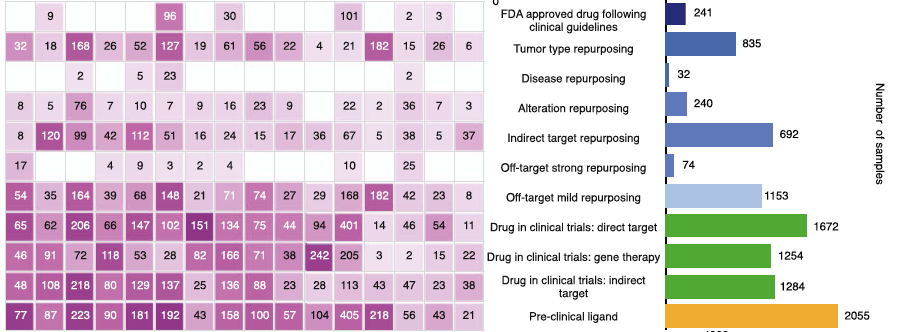 0
9 96 30 101 2 3 FDA approved drug following 241
clinical guidelines
32 18 168 26 52 127 19 61 56 22 4 21 182 15 26 6 Tumor type repurposing 835
2 5 23 2 Disease repurposing 32
8 5 76 7 10 7 9 16 23 9 22 2 36 7 3 Alteration repurposing 240
8 120 99 42 112 51 16 24 15 17 36 67 5 38 5 37 Indirect target repurposing 692
17 4 9 3 2 4 10 25 Off-target strong repurposing 74
54 35 164 39 68 148 21 71 74 27 29 168 182 42 23 8 Off-target mild repurposing 1153
65 62 206 66 147 102 151 134 75 44 94 401 14 46 54 11 Drug in clinical trials: direct target 1672
46 91 72 118 53 28 82 166 71 38 242 205 3 2 15 22 Drug in clinical trials: gene therapy 1254
48 108 218 80 129 137 25 136 88 23 28 113 43 47 23 38 Drug in clinical trials: indirect 1284
target
77 87 223 90 181 192 43 158 100 57 104 405 218 56 43 21 Pre-clinical ligand 2055
Number of samples